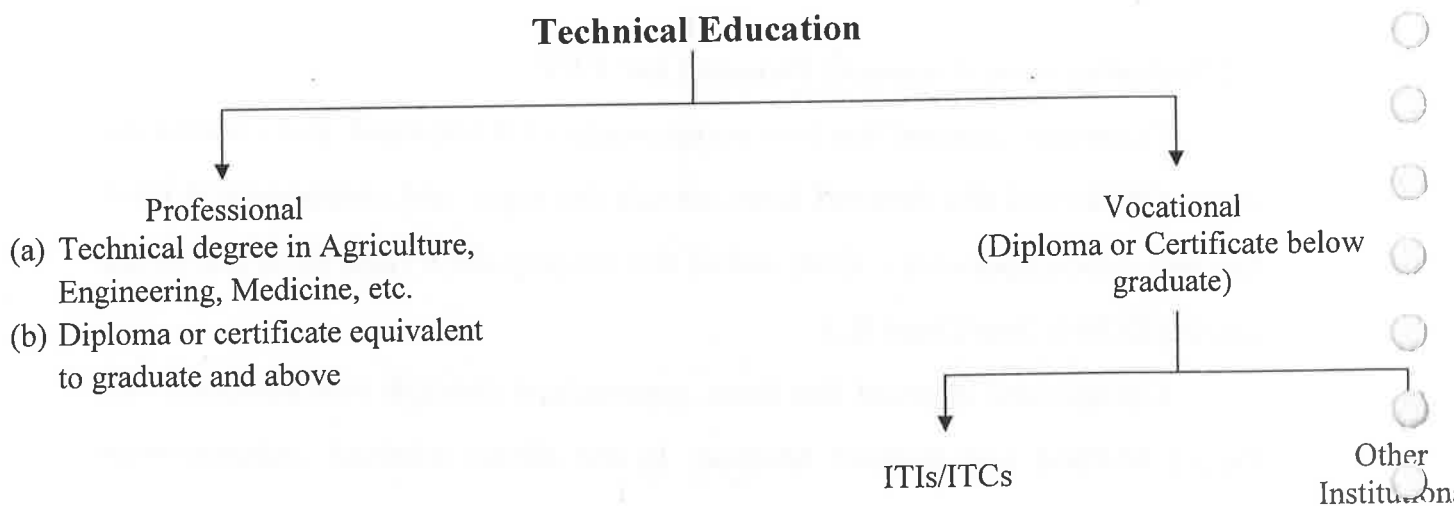 Technical Education
Professional
(a) Technical degree in Agriculture,
Engineering, Medicine, etc.
(b) Diploma or certificate equivalent
to graduate and above
Vocational
(Diploma or Certificate below
graduate)
ITIs/ITCs
Other